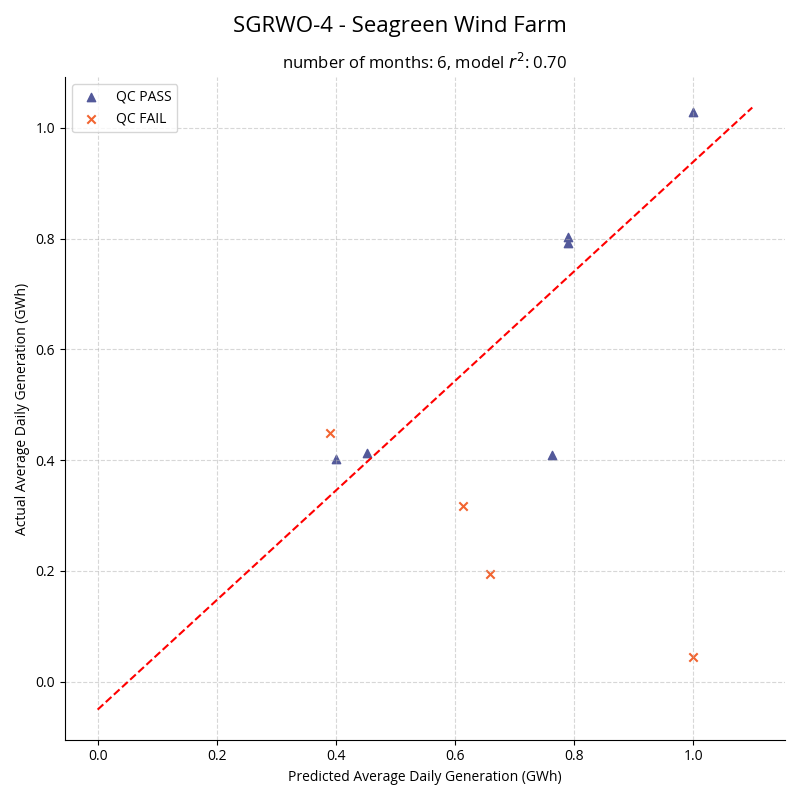 SGRWO-4 - Seagreen Wind Farm
number of months: 6, model r²: 0.70
QC PASS
QC FAIL
1.0
0.8
0.6
0.4
0.2
0.0
Actual Average Daily Generation (GWh)
0.0 0.2 0.4 0.6 0.8 1.0
Predicted Average Daily Generation (GWh)